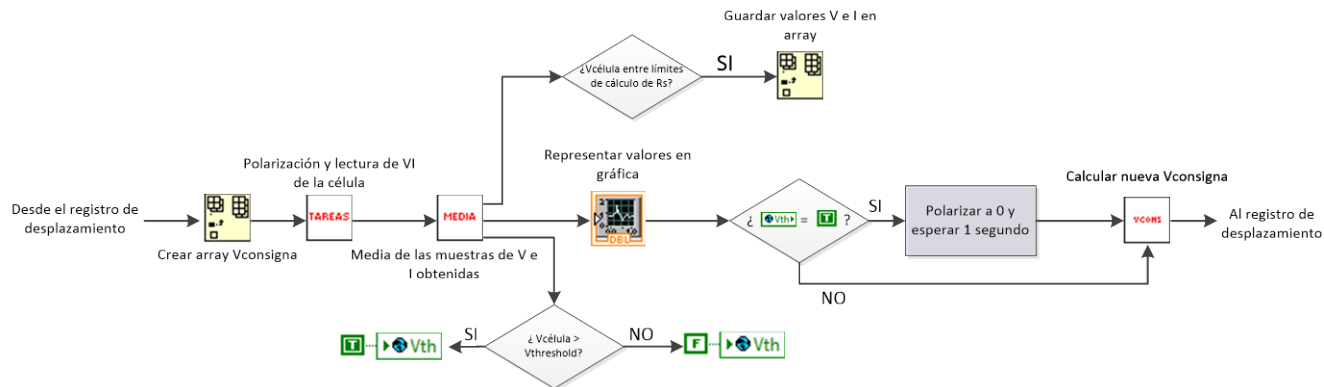 Guardar valores V e I en
array
¿Vcélula entre límites
de cálculo de Rs?
SI
Polarización y lectura de VI
de la célula
Representar valores en
gráfica
Calcular nueva Vconsigna
Desde el registro de
desplazamiento
TAREAS
MEDIA
DBL
¿ Vth = T ?
SI
Polarizar a 0 y
esperar 1 segundo
VCONS
Al registro de
desplazamiento
Crear array Vconsigna
Media de las muestras de V e
I obtenidas
NO
T Vth
SI
¿ Vcélula >
Vthreshold?
NO
F Vth